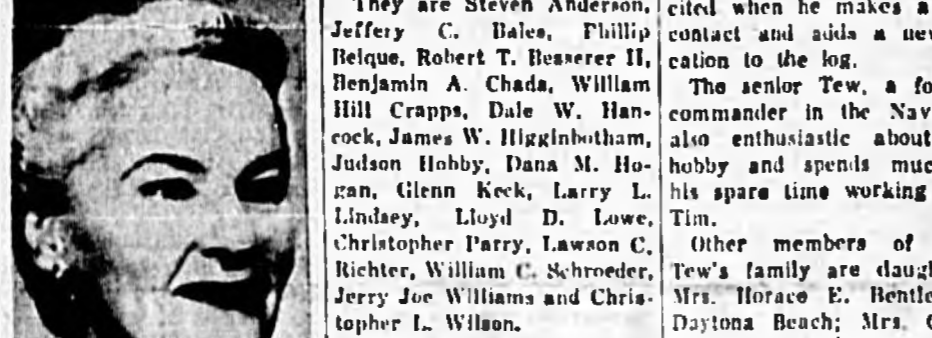 They are Steven Anderson,
Jeffery C. Bales, Phillip
Belque, Robert T. Besserer II,
Benjamin A. Chada, William
Hill Crapps, Dale W. Han-
cock, James W. Higginbotham,
Judson Hobby, Dana M. Ho-
gan, Glenn Keck, Larry L.
Lindsey, Lloyd D. Lowe,
Christopher Parry, Lawson C.
Richter, William C. Schroeder,
Jerry Joe Williams and Chris-
topher L. Wilson.
cited when he makes a
contact and adds a new
cation to the log.
The senior Tew, a fo
commander in the Nav
also enthusiastic about
hobby and spends muc
his spare time working
Tim.
Other members of
Tew's family are daugh
Mrs. Horace E. Bentle
Daytona Beach; Mrs.